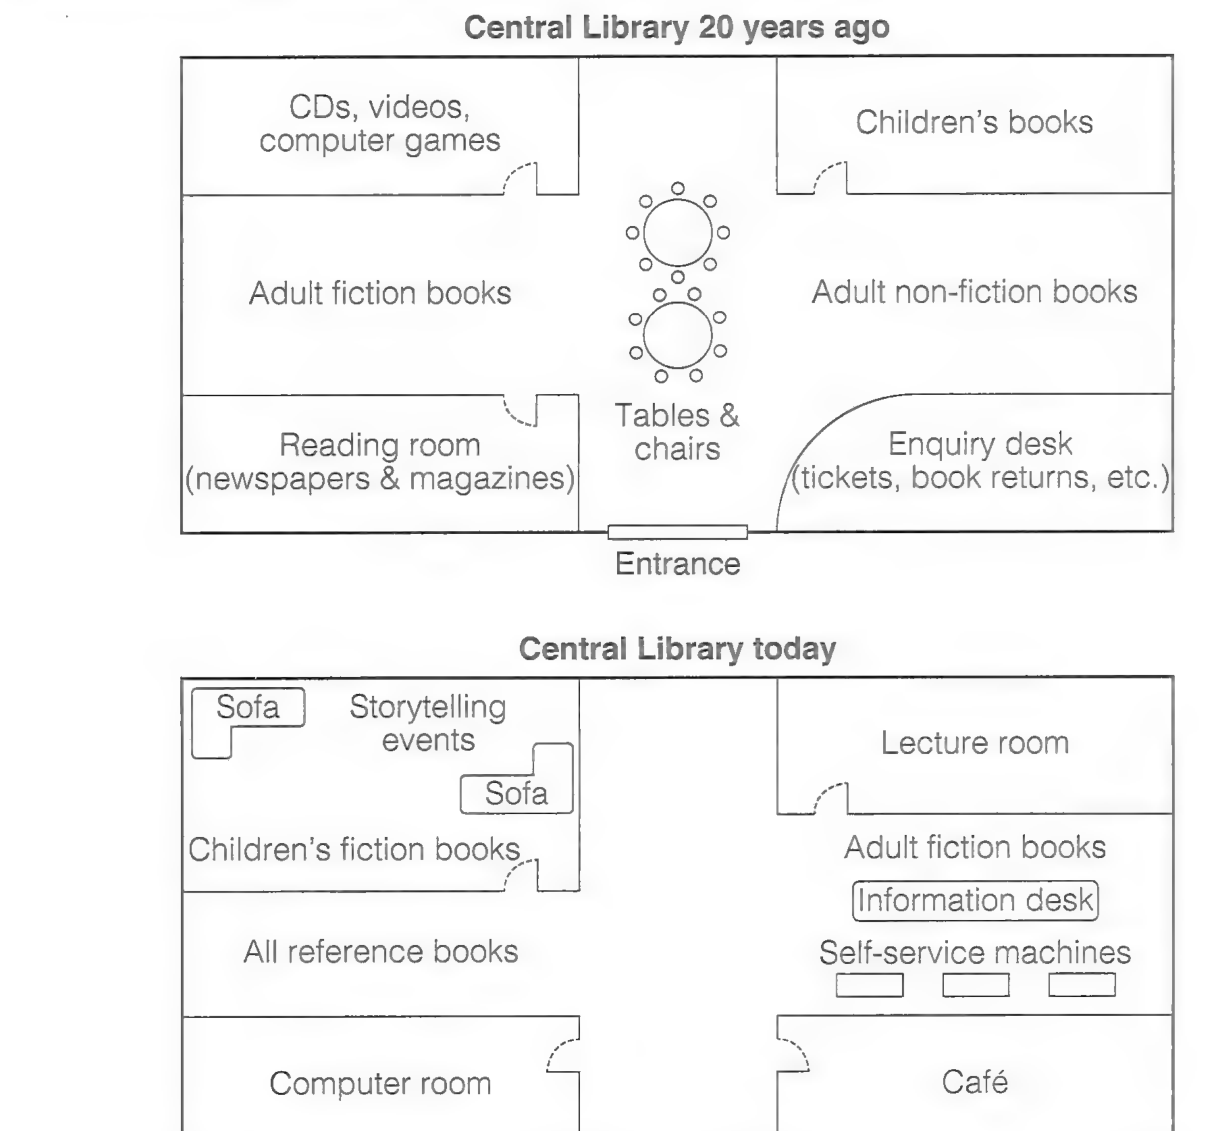 Central Library 20 years ago
CDs, videos,
computer games
Children's books
Adult fiction books
Adult non-fiction books
Tables &
chairs
Reading room
(newspapers & magazines)
Enquiry desk
(tickets, book returns, etc.)
Entrance
Central Library today
Sofa
Storytelling
events
Sofa
Children's fiction books
Lecture room
Adult fiction books
Information desk
All reference books
Self-service machines
Computer room
Café